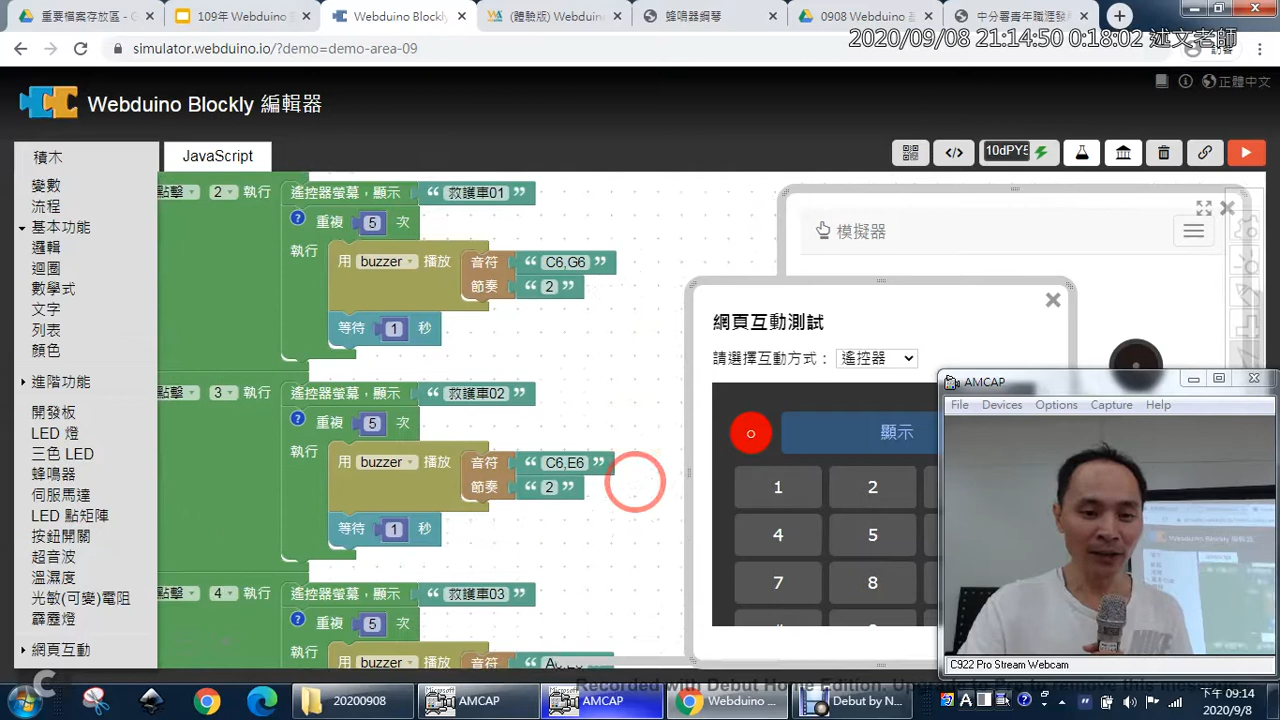 重要檔案存放區 - G
109年 Webduino
Webduino Blockly
(體驗版) Webduin
蜂鳴器鋼琴
0908 Webduino
中分署青年職涯發
simulator.webduino.io/?demo=demo-area-09
2020/09/08 21:14:50 0:18:02 述文老師
Webduino Blockly 編輯器
正體中文
積木
JavaScript
10dPY5
變數
流程
基本功能
邏輯
迴圈
數學式
文字
列表
顏色
進階功能
開發板
LED 燈
三色 LED
蜂鳴器
伺服馬達
LED 點矩陣
按鈕開關
超音波
溫濕度
光敏(可變)電阻
霹靂燈
網頁互動
點擊 2 執行 遙控器螢幕,顯示 “ 救護車01 ”
重複 5 次
執行 用 buzzer 播放 音符 “ C6,G6 ”
節奏 “ 2 ”
等待 1 秒
點擊 3 執行 遙控器螢幕,顯示 “ 救護車02 ”
重複 5 次
執行 用 buzzer 播放 音符 “ C6,E6 ”
節奏 “ 2 ”
等待 1 秒
點擊 4 執行 遙控器螢幕,顯示 “ 救護車03 ”
重複 5 次
執行 用 buzzer 播放 音符
模擬器
網頁互動測試
請選擇互動方式: 遙控器
顯示
1 2
4 5
7 8
AMCAP
File Devices Options Capture Help
Webduino Blockly 編輯器
C922 Pro Stream Webcam
Recorded with Debut Home Edition. Upgrade to Pro to remove this message.
20200908
AMCAP
AMCAP
Webduino ...
Debut by N...
下午 09:14
2020/9/8